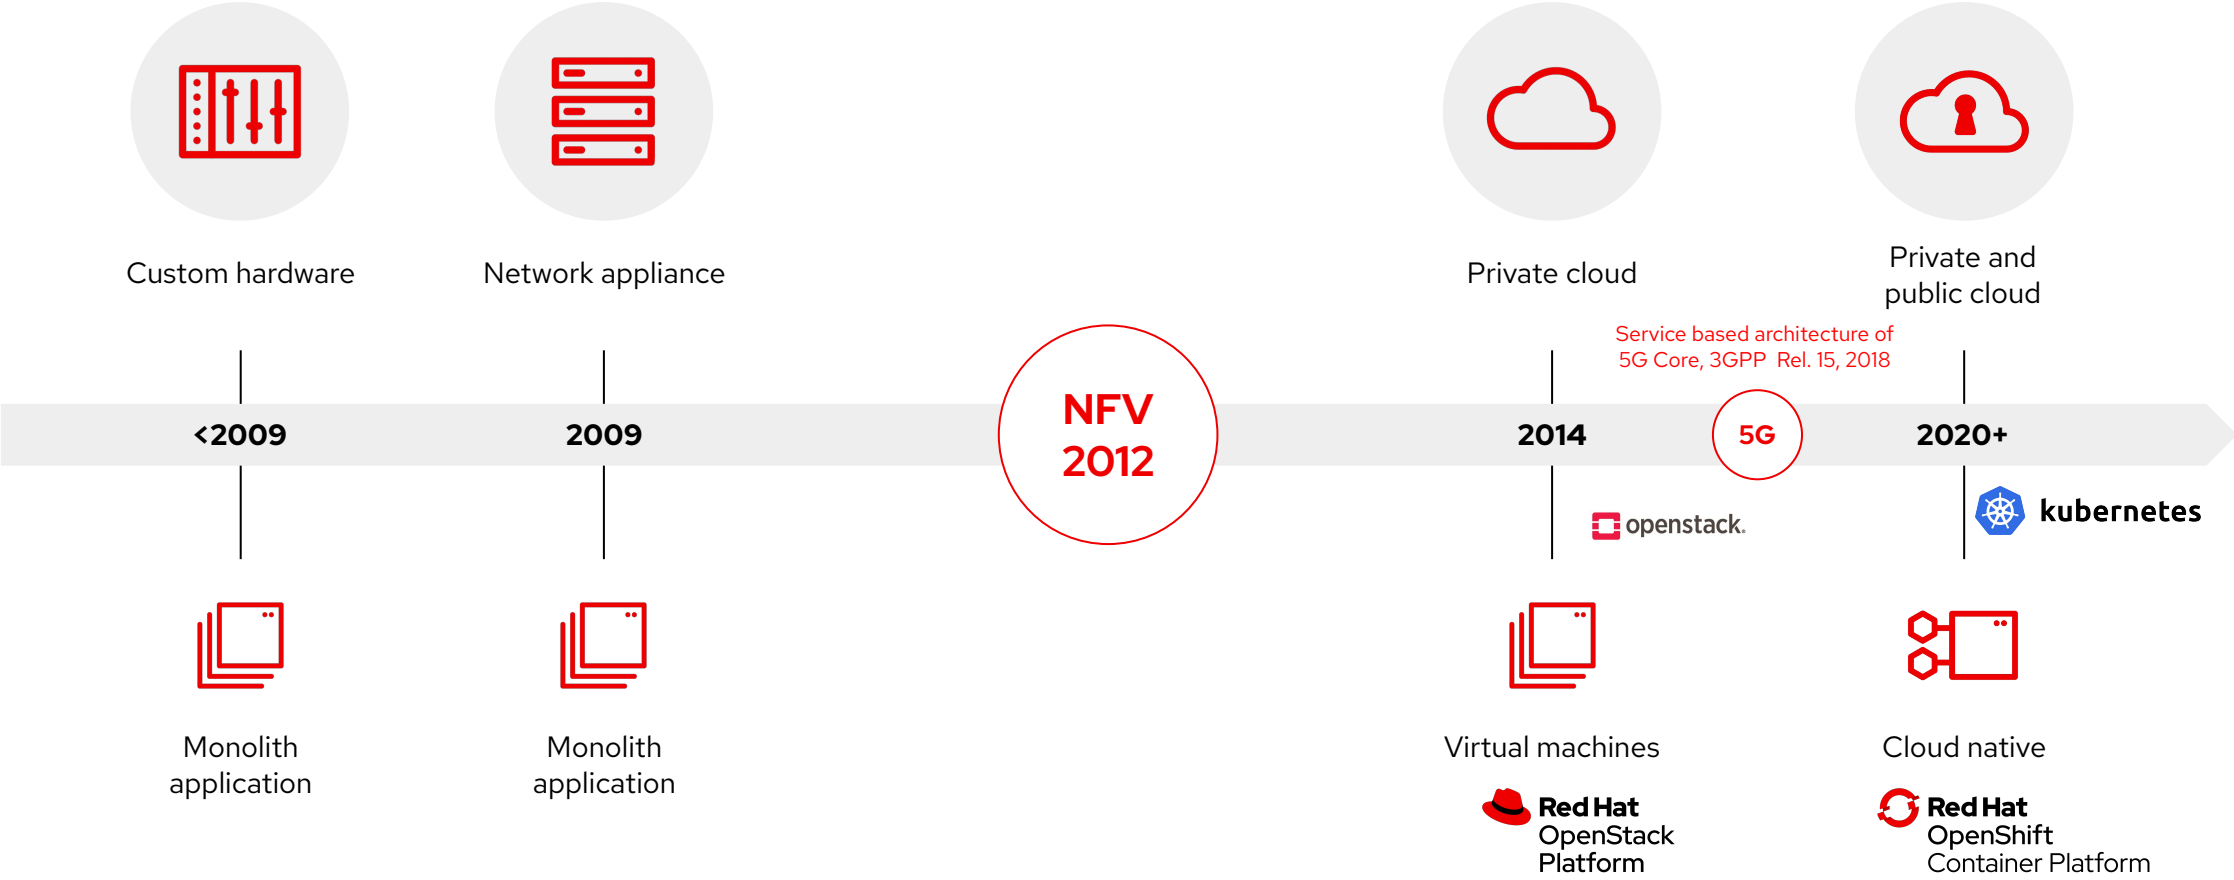 Custom hardware
Network appliance
Private cloud
Private and
public cloud
Service based architecture of
5G Core, 3GPP Rel. 15, 2018
<2009
2009
NFV
2012
2014
5G
2020+
openstack.
kubernetes
Monolith
application
Monolith
application
Virtual machines
Red Hat
OpenStack
Platform
Cloud native
Red Hat
OpenShift
Container Platform